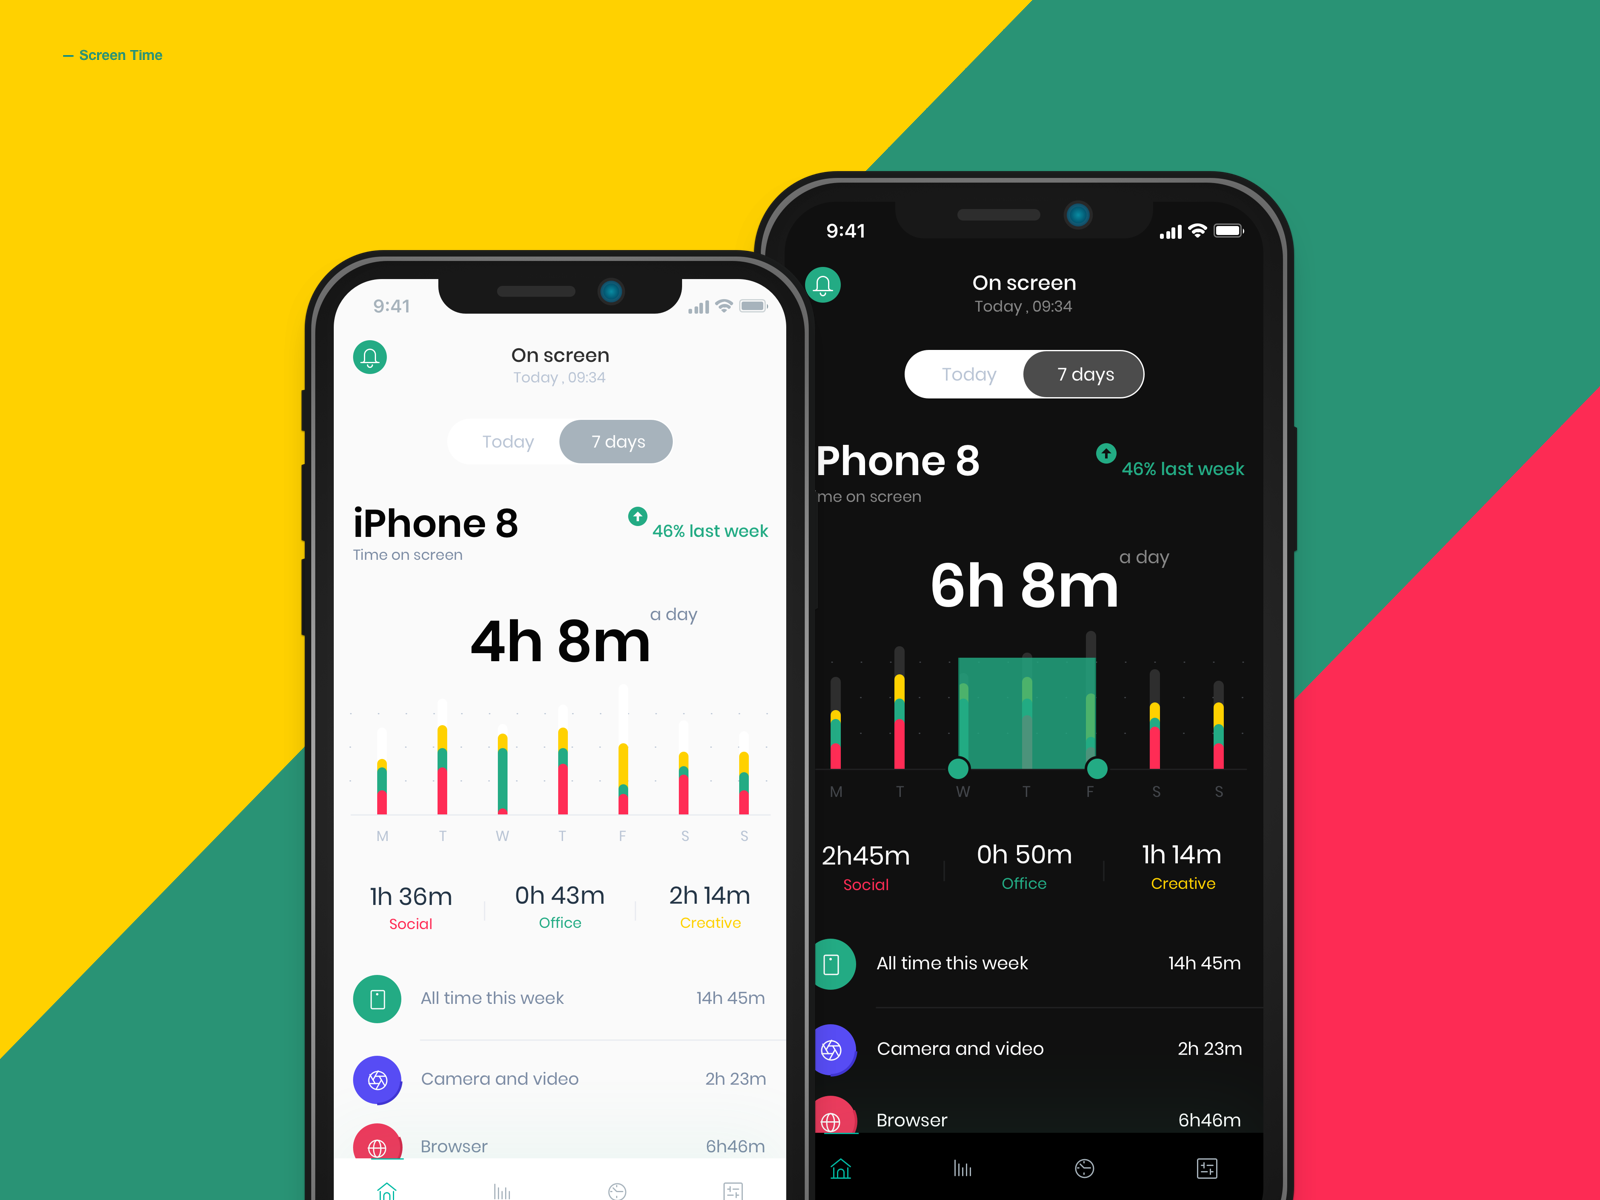 — Screen Time
9:41
On screen
Today , 09:34
Today
7 days
iPhone 8
46% last week
Time on screen
a day
4h 8m
M T W T F S S
1h 36m
0h 43m
2h 14m
Social
Office
Creative
All time this week
14h 45m
Camera and video
2h 23m
Browser
6h46m
9:41
On screen
Today , 09:34
Today
7 days
Phone 8
46% last week
me on screen
a day
6h 8m
M T W T F S S
2h45m
0h 50m
1h 14m
Social
Office
Creative
All time this week
14h 45m
Camera and video
2h 23m
Browser
6h46m